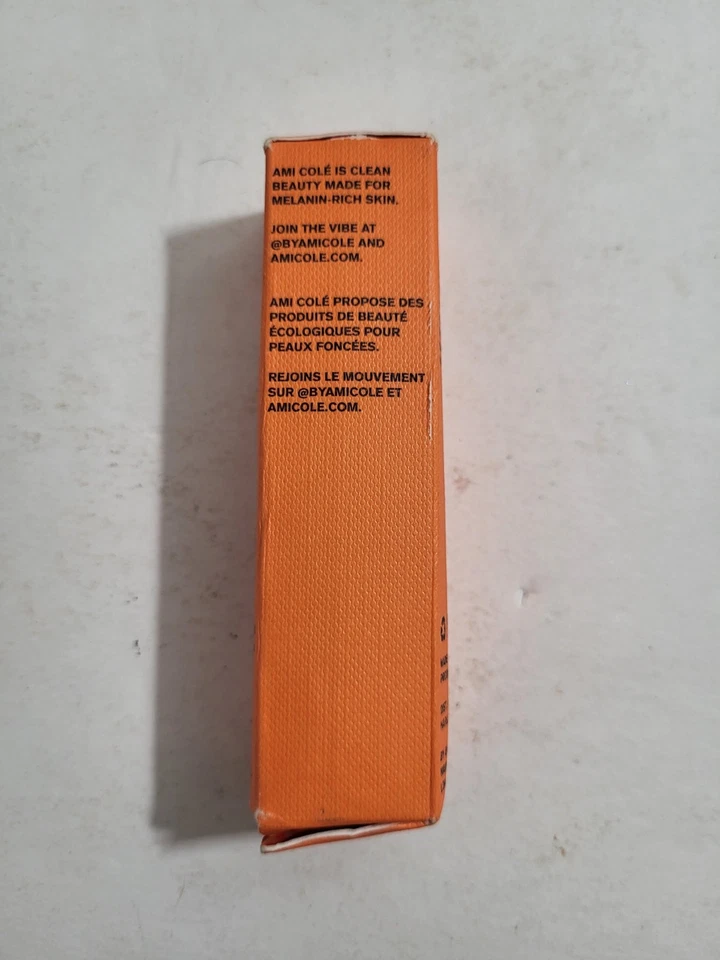 AMI COLÉ IS CLEAN
BEAUTY MADE FOR
MELANIN-RICH SKIN.
JOIN THE VIBE AT
@BYAMICOLE AND
AMICOLE.COM.
AMI COLÉ PROPOSE DES
PRODUITS DE BEAUTÉ
ÉCOLOGIQUES POUR
PEAUX FONCÉES.
REJOINS LE MOUVEMENT
SUR @BYAMICOLE ET
AMICOLE.COM.